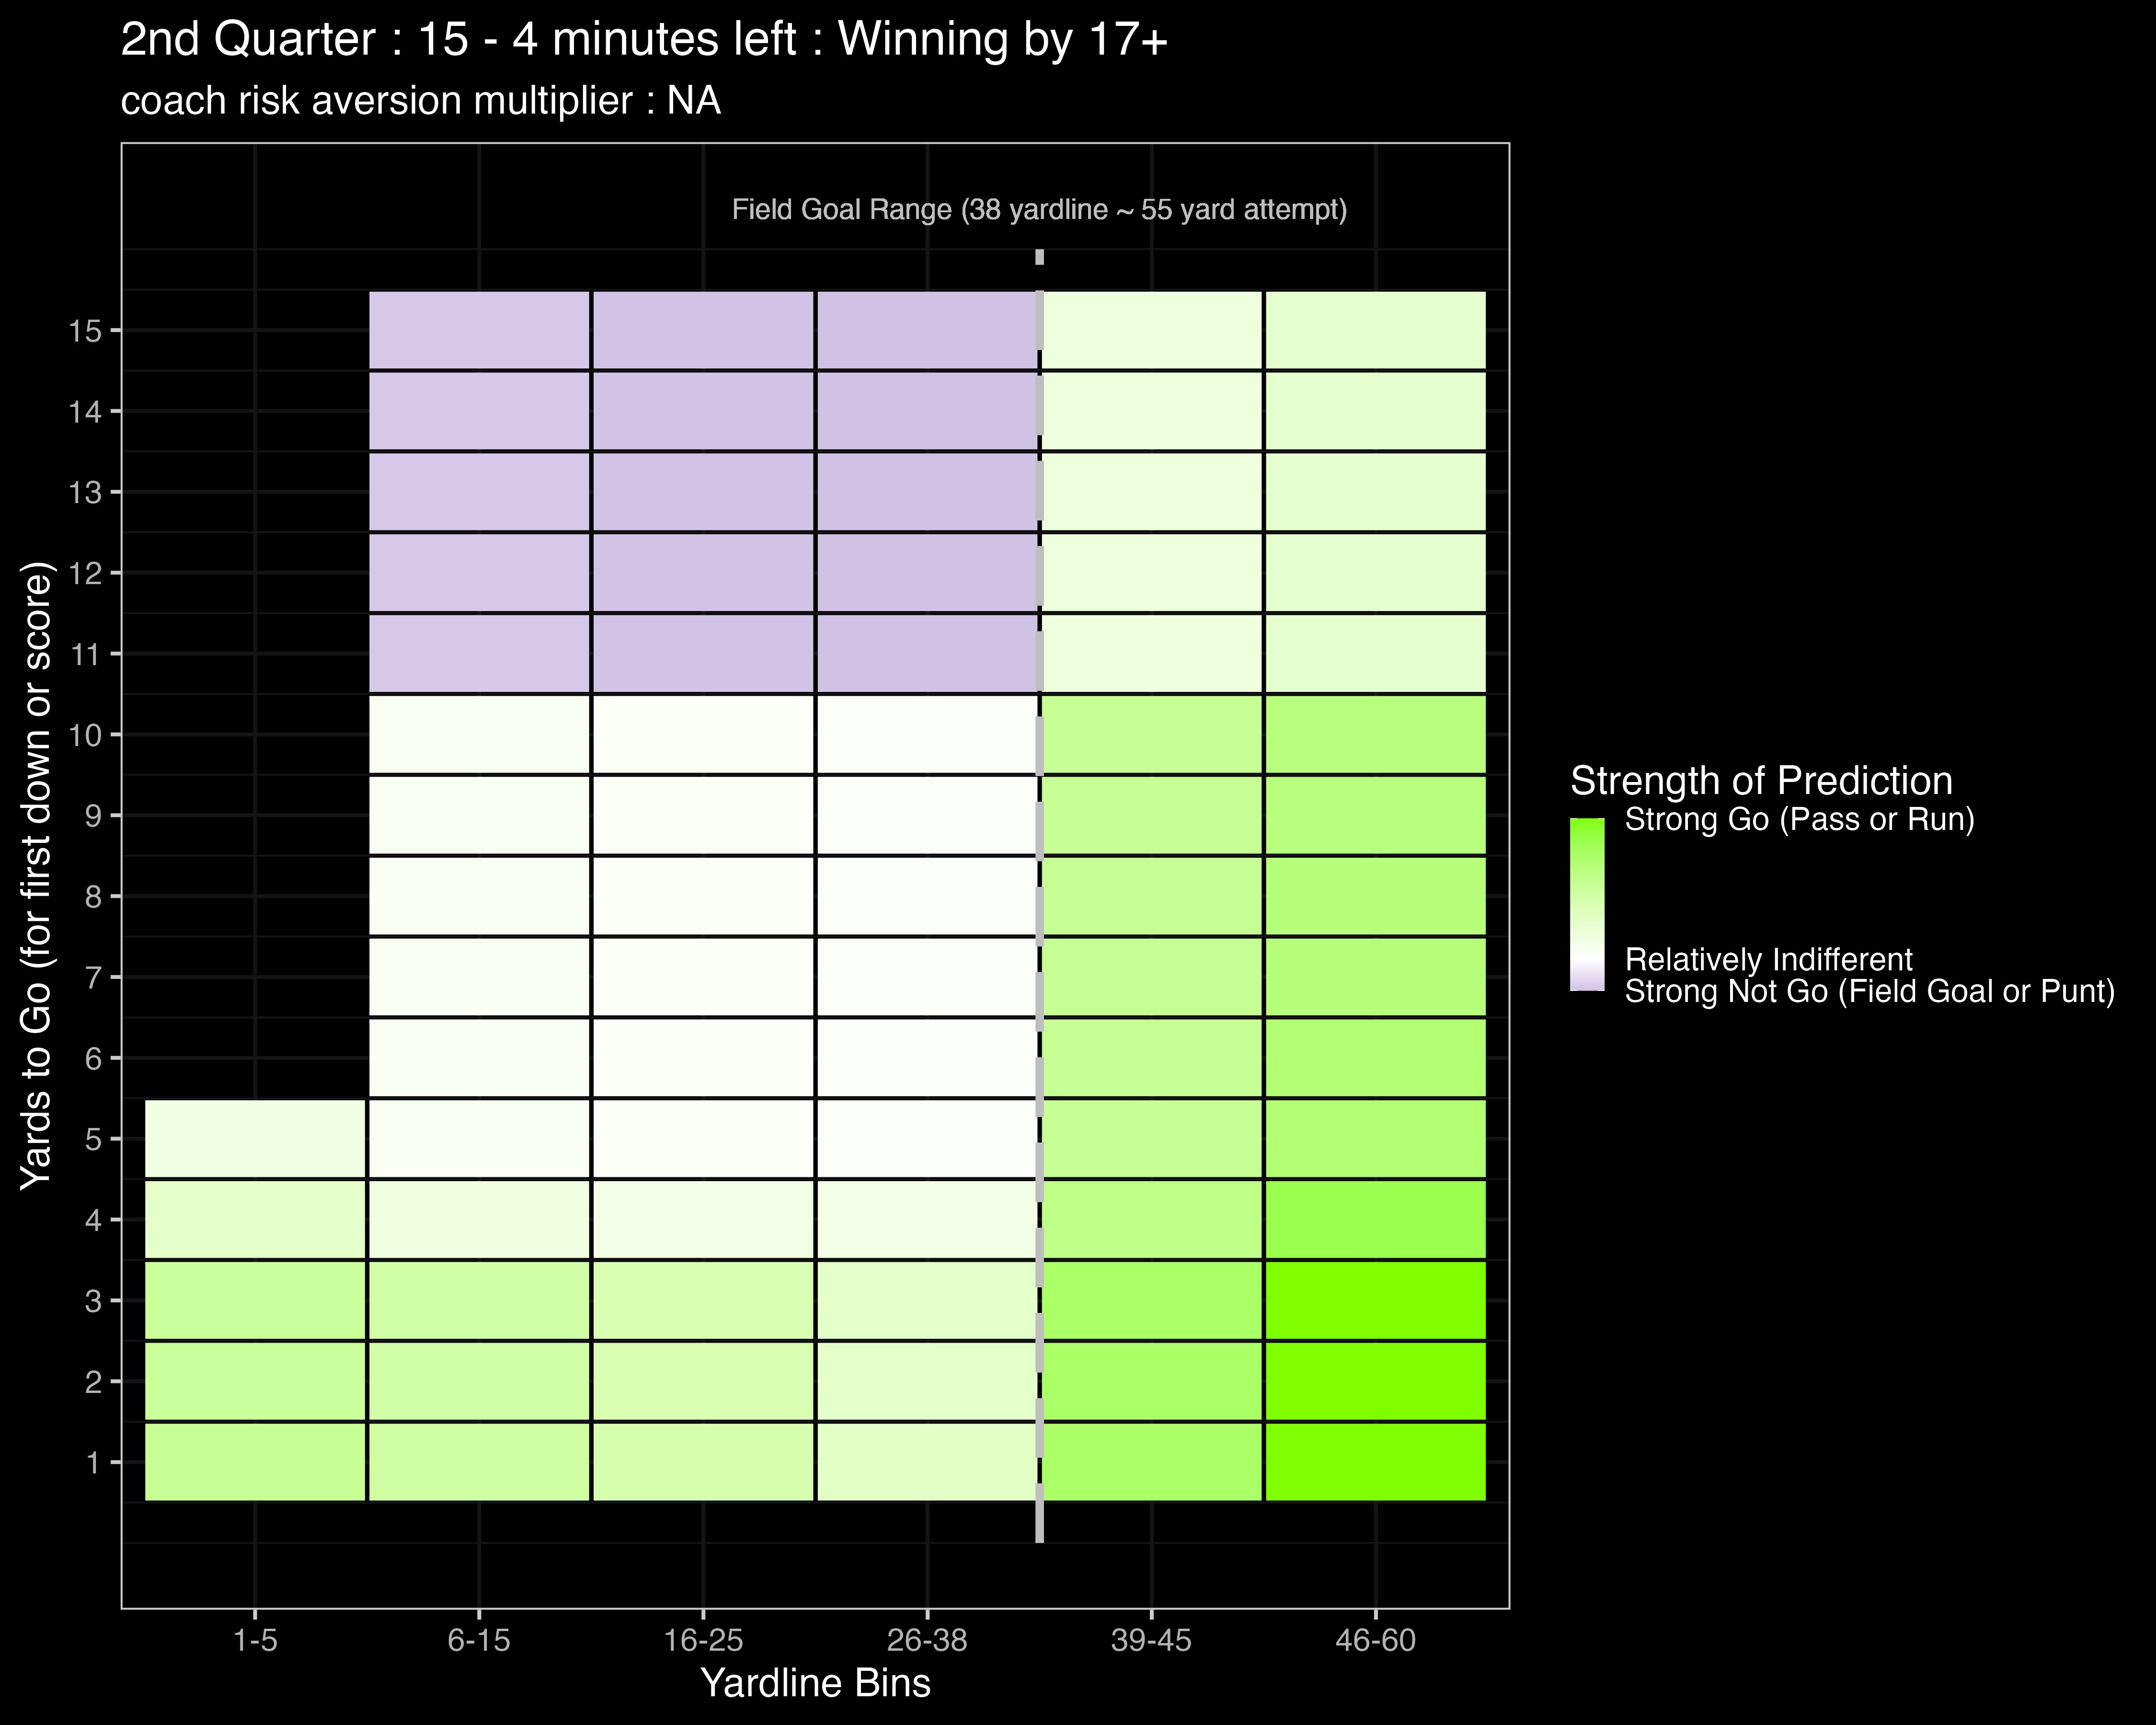 2nd Quarter : 15 - 4 minutes left : Winning by 17+
coach risk aversion multiplier : NA
Field Goal Range (38 yardline ~ 55 yard attempt)
Yards to Go (for first down or score)
15
14
13
12
11
10
9
8
7
6
5
4
3
2
1
1-5
6-15
16-25
26-38
39-45
46-60
Yardline Bins
Strength of Prediction
Strong Go (Pass or Run)
Relatively Indifferent
Strong Not Go (Field Goal or Punt)